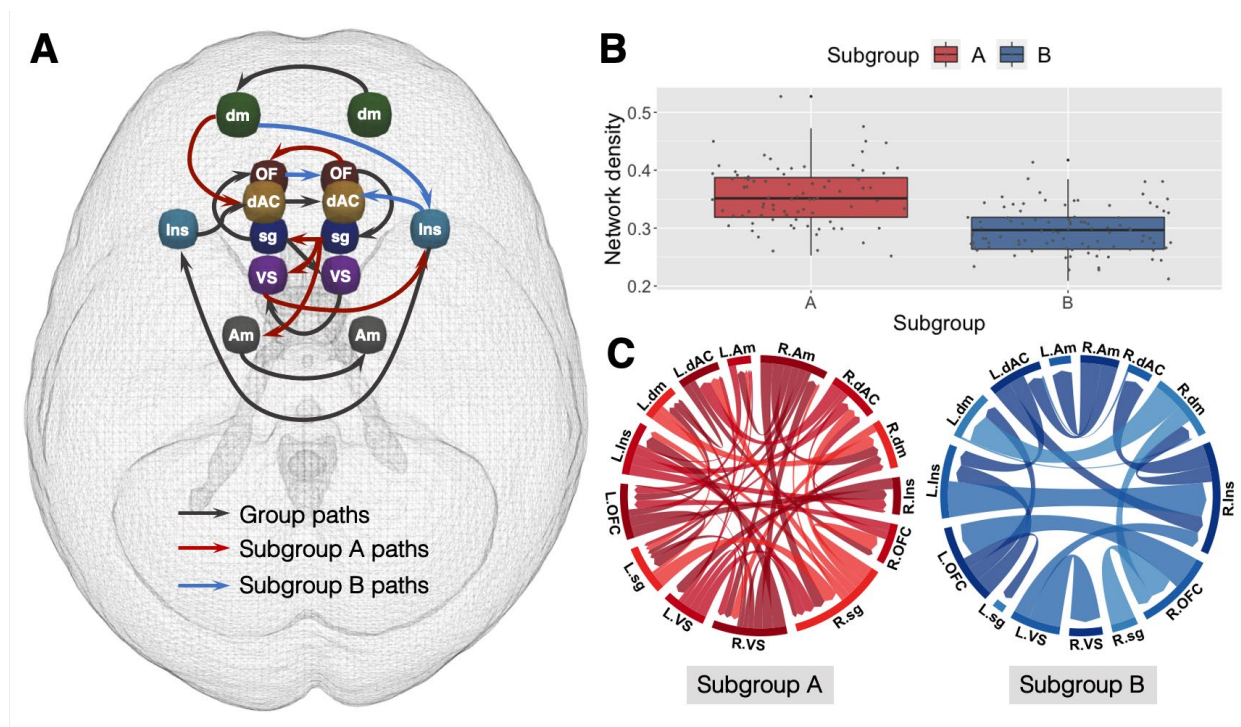 A
dm
dm
OF
OF
dAC
dAC
Ins
Ins
sg
sg
VS
VS
Am
Am
Group paths
Subgroup A paths
Subgroup B paths
B
Subgroup A B
Network density
0.5
0.4
0.3
0.2
A
B
Subgroup
C
L.dAC
L.Am
R.Am
R.dAC
R.dm
R.Ins
R.OFC
R.sg
R.VS
L.VS
L.sg
L.OFC
L.Ins
L.dm
Subgroup A
L.dAC
L.Am
R.Am
R.dAC
R.dm
R.Ins
R.OFC
R.sg
R.VS
L.VS
L.sg
L.OFC
L.Ins
L.dm
Subgroup B